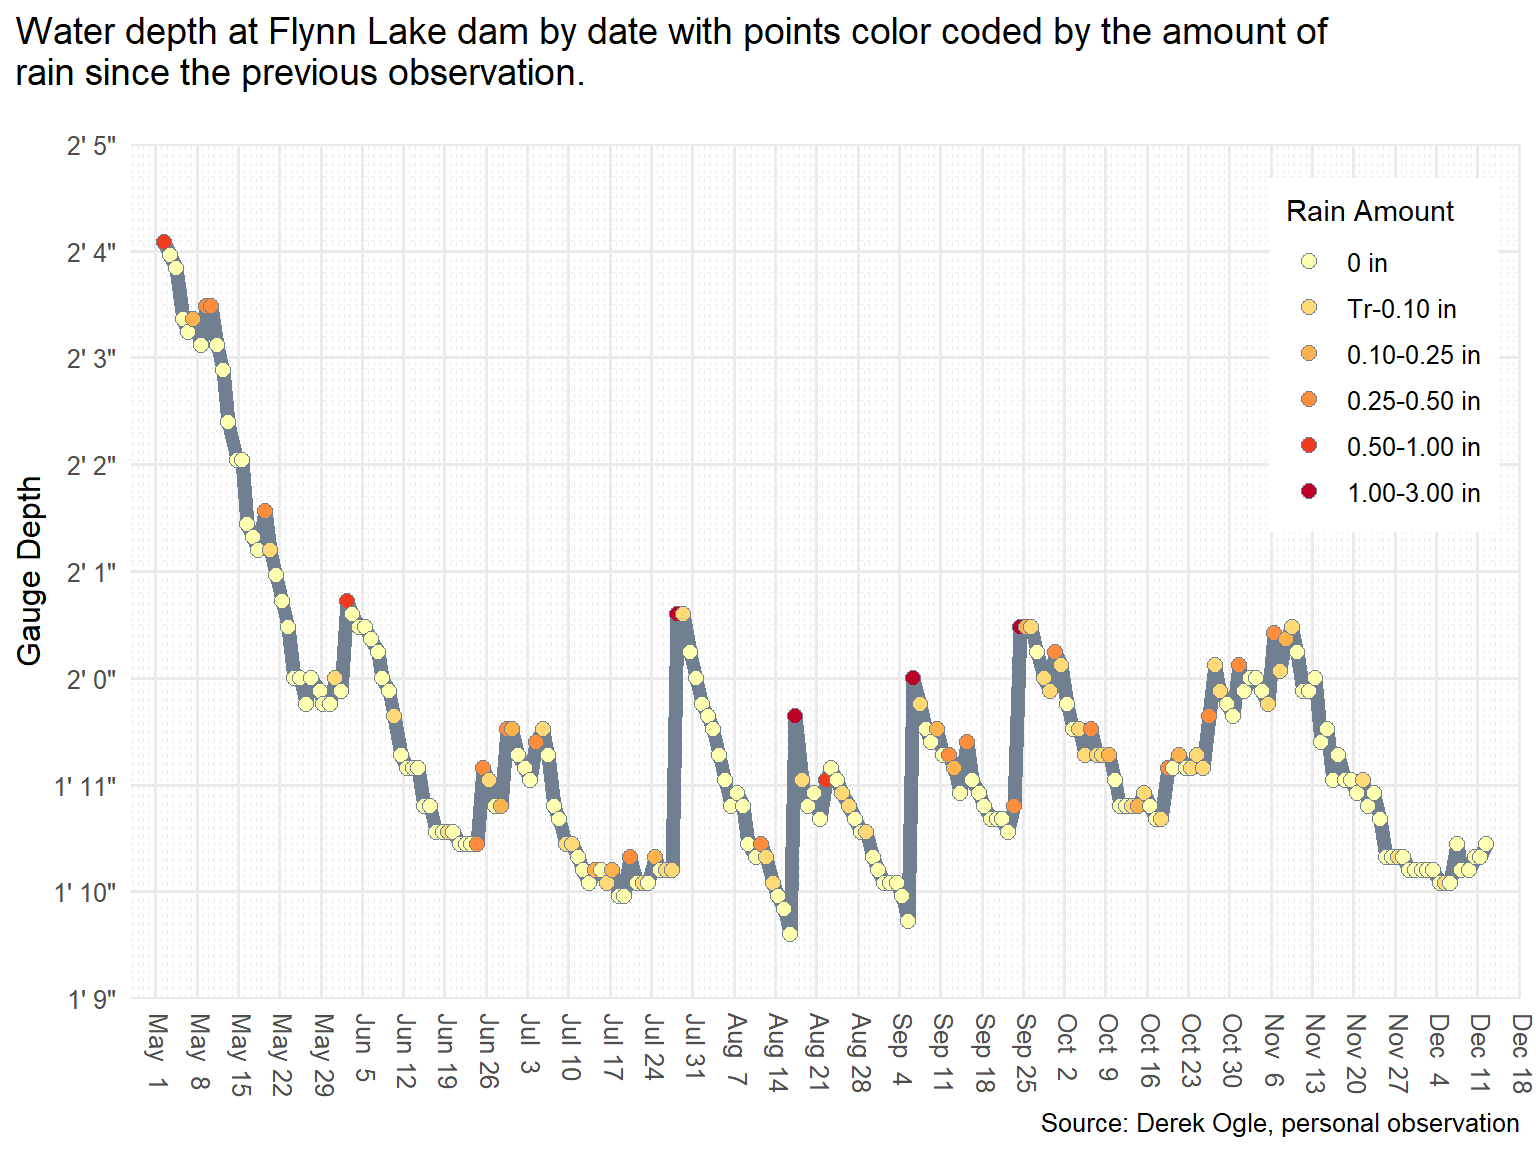 Water depth at Flynn Lake dam by date with points color coded by the amount of
rain since the previous observation.
2' 5"
2' 4"
2' 3"
2' 2"
2' 1"
2' 0"
1' 11"
1' 10"
1' 9"
Gauge Depth
Rain Amount
0 in
Tr-0.10 in
0.10-0.25 in
0.25-0.50 in
0.50-1.00 in
1.00-3.00 in
May 1
May 8
May 15
May 22
May 29
Jun 5
Jun 12
Jun 19
Jun 26
Jul 3
Jul 10
Jul 17
Jul 24
Jul 31
Aug 7
Aug 14
Aug 21
Aug 28
Sep 4
Sep 11
Sep 18
Sep 25
Oct 2
Oct 9
Oct 16
Oct 23
Oct 30
Nov 6
Nov 13
Nov 20
Nov 27
Dec 4
Dec 11
Dec 18
Source: Derek Ogle, personal observation